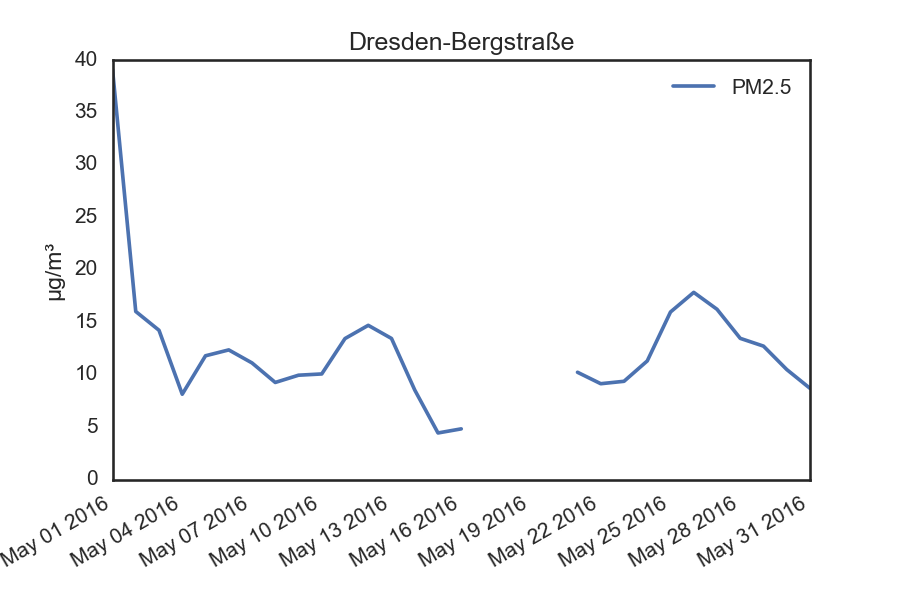 Dresden-Bergstraße
40
35
30
25
20
15
10
5
0
µg/m³
PM2.5
May 01 2016
May 04 2016
May 07 2016
May 10 2016
May 13 2016
May 16 2016
May 19 2016
May 22 2016
May 25 2016
May 28 2016
May 31 2016